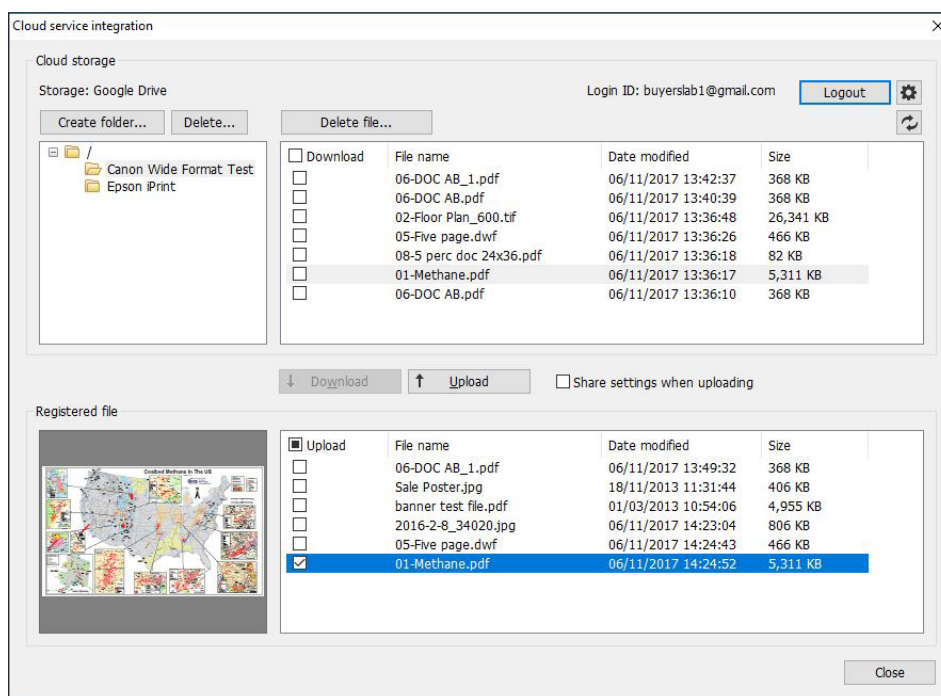 Cloud service integration
Cloud storage
Storage: Google Drive
Login ID: buyerslab1@gmail.com
Logout
Create folder...
Delete...
Delete file...
/
Canon Wide Format Test
Epson iPrint
Download File name Date modified Size
06-DOC AB_1.pdf 06/11/2017 13:42:37 368 KB
06-DOC AB.pdf 06/11/2017 13:40:39 368 KB
02-Floor Plan_600.tif 06/11/2017 13:36:48 26,341 KB
05-Five page.dwf 06/11/2017 13:36:26 466 KB
08-5 perc doc 24x36.pdf 06/11/2017 13:36:18 82 KB
01-Methane.pdf 06/11/2017 13:36:17 5,311 KB
06-DOC AB.pdf 06/11/2017 13:36:10 368 KB
Download
Upload
Share settings when uploading
Registered file
Coalbed Methane In The US
Upload File name Date modified Size
06-DOC AB_1.pdf 06/11/2017 13:49:32 368 KB
Sale Poster.jpg 18/11/2013 11:31:44 406 KB
banner test file.pdf 01/03/2013 10:54:06 4,955 KB
2016-2-8_34020.jpg 06/11/2017 14:23:04 806 KB
05-Five page.dwf 06/11/2017 14:24:43 466 KB
01-Methane.pdf 06/11/2017 14:24:52 5,311 KB
Close